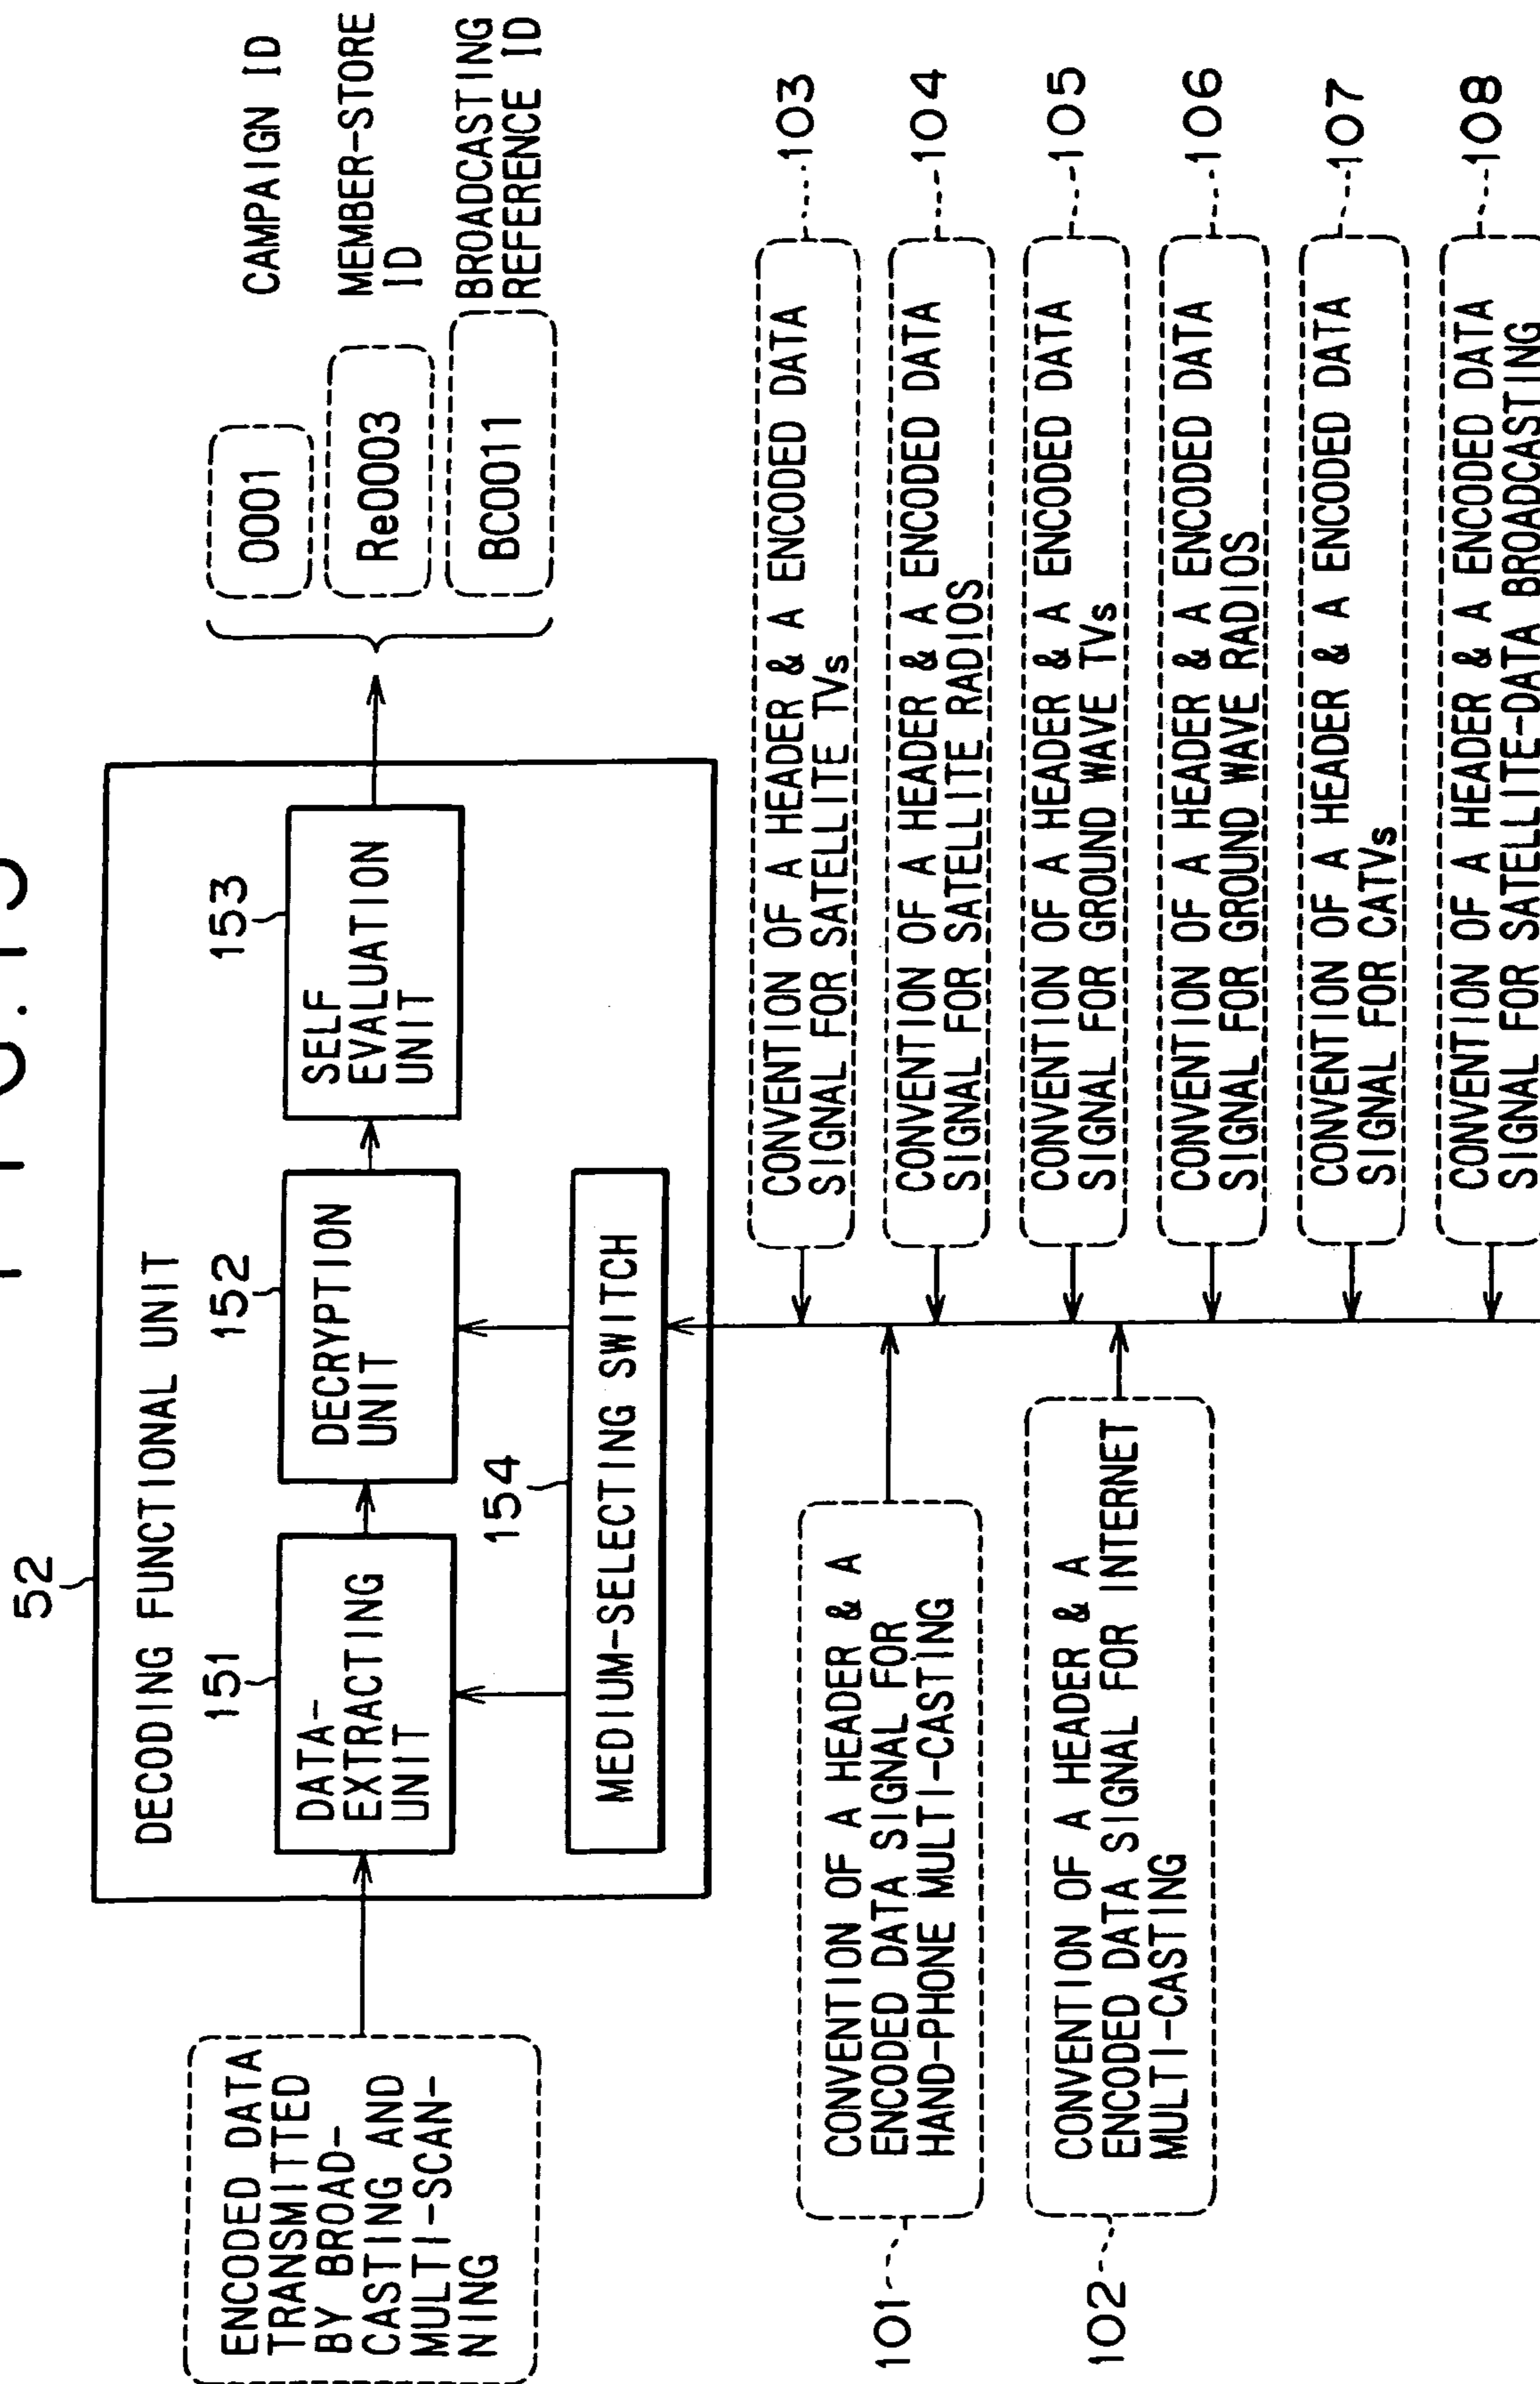 52
DECODING FUNCTIONAL UNIT
151
152
153
DATA-
EXTRACTING
UNIT
DECRYPTION
UNIT
SELF
EVALUATION
UNIT
154
MEDIUM-SELECTING SWITCH
ENCODED DATA
TRANSMITTED
BY BROAD-
CASTING AND
MULTI-SCAN-
NING
0001
CAMPAIGN ID
Re0003
MEMBER-STORE
ID
BC0011
BROADCASTING
REFERENCE ID
101
CONVENTION OF A HEADER & A
ENCODED DATA SIGNAL FOR
HAND-PHONE MULTI-CASTING
102
CONVENTION OF A HEADER & A
ENCODED DATA SIGNAL FOR INTERNET
MULTI-CASTING
CONVENTION OF A HEADER & A ENCODED DATA
SIGNAL FOR SATELLITE TVs
103
CONVENTION OF A HEADER & A ENCODED DATA
SIGNAL FOR SATELLITE RADIOS
104
CONVENTION OF A HEADER & A ENCODED DATA
SIGNAL FOR GROUND WAVE TVs
105
CONVENTION OF A HEADER & A ENCODED DATA
SIGNAL FOR GROUND WAVE RADIOS
106
CONVENTION OF A HEADER & A ENCODED DATA
SIGNAL FOR CATVs
107
CONVENTION OF A HEADER & A ENCODED DATA
SIGNAL FOR SATELLITE-DATA BROADCASTING
108